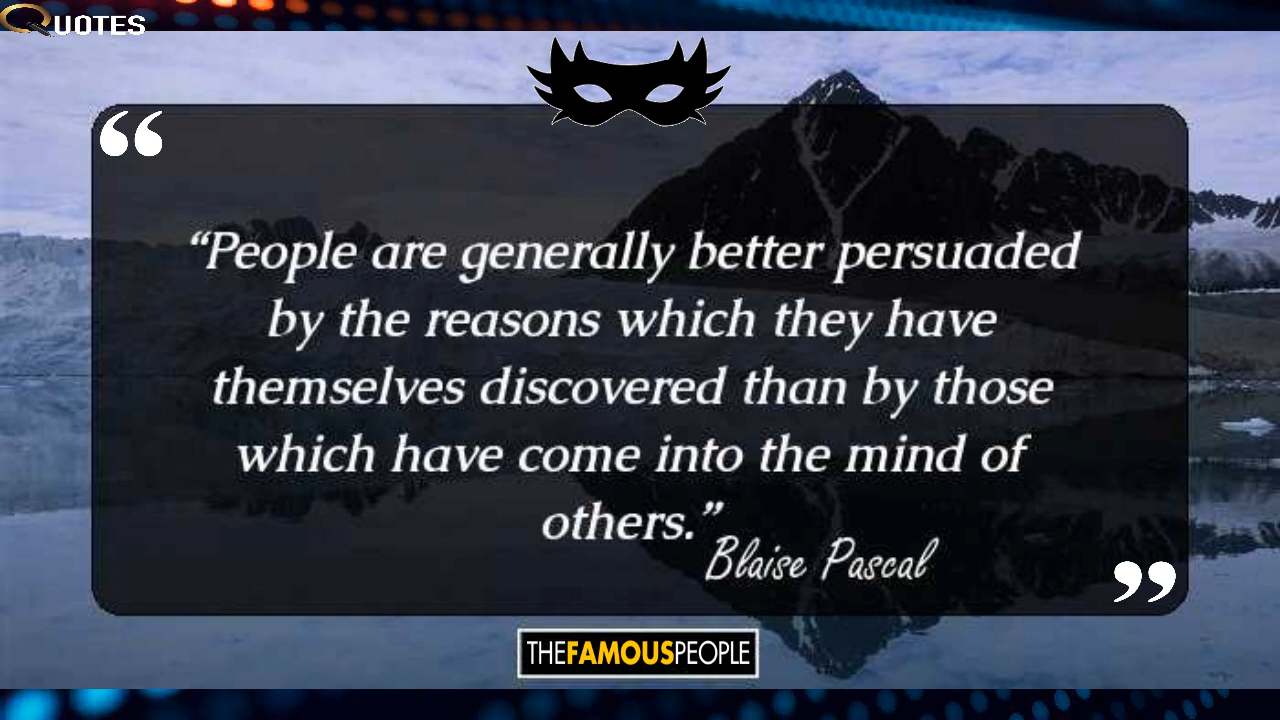 QUOTES
“
“People are generally better persuaded
by the reasons which they have
themselves discovered than by those
which have come into the mind of
others.”
Blaise Pascal
”
THEFAMOUSPEOPLE